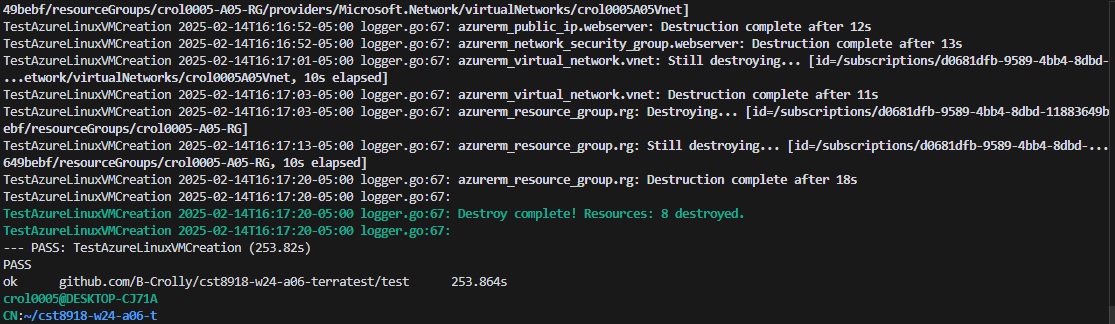 49bebf/resourceGroups/crol0005-A05-RG/providers/Microsoft.Network/virtualNetworks/crol0005A05Vnet]
TestAzureLinuxVMCreation 2025-02-14T16:16:52-05:00 logger.go:67: azurerm_public_ip.webserver: Destruction complete after 12s
TestAzureLinuxVMCreation 2025-02-14T16:16:52-05:00 logger.go:67: azurerm_network_security_group.webserver: Destruction complete after 13s
TestAzureLinuxVMCreation 2025-02-14T16:17:01-05:00 logger.go:67: azurerm_virtual_network.vnet: Still destroying... [id=/subscriptions/d0681dfb-9589-4bb4-8dbd-
...etwork/virtualNetworks/crol0005A05Vnet, 10s elapsed]
TestAzureLinuxVMCreation 2025-02-14T16:17:03-05:00 logger.go:67: azurerm_virtual_network.vnet: Destruction complete after 11s
TestAzureLinuxVMCreation 2025-02-14T16:17:03-05:00 logger.go:67: azurerm_resource_group.rg: Destroying... [id=/subscriptions/d0681dfb-9589-4bb4-8dbd-11883649b
ebf/resourceGroups/crol0005-A05-RG]
TestAzureLinuxVMCreation 2025-02-14T16:17:13-05:00 logger.go:67: azurerm_resource_group.rg: Still destroying... [id=/subscriptions/d0681dfb-9589-4bb4-8dbd-...
649bebf/resourceGroups/crol0005-A05-RG, 10s elapsed]
TestAzureLinuxVMCreation 2025-02-14T16:17:20-05:00 logger.go:67: azurerm_resource_group.rg: Destruction complete after 18s
TestAzureLinuxVMCreation 2025-02-14T16:17:20-05:00 logger.go:67:
TestAzureLinuxVMCreation 2025-02-14T16:17:20-05:00 logger.go:67: Destroy complete! Resources: 8 destroyed.
TestAzureLinuxVMCreation 2025-02-14T16:17:20-05:00 logger.go:67:
--- PASS: TestAzureLinuxVMCreation (253.82s)
PASS
ok      github.com/B-Crolly/cst8918-w24-a06-terratest/test      253.864s
crol0005@DESKTOP-CJ71A
CN:~/cst8918-w24-a06-t